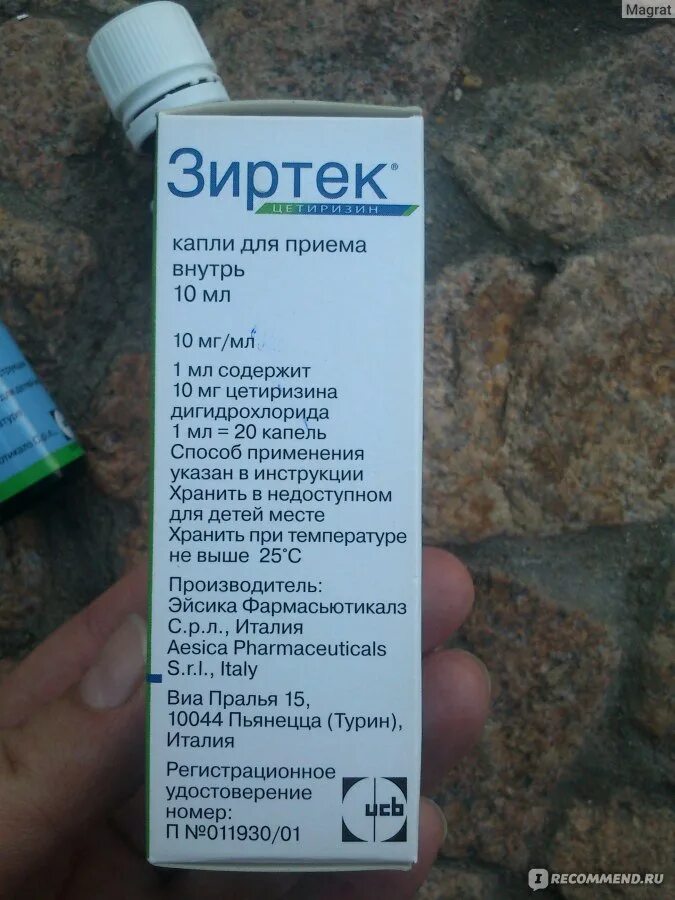 Magrat
Зиртек®
ЦЕТИРИЗИН
капли для приема
внутрь
10 мл
10 мг/мл
1 мл содержит
10 мг цетиризина
дигидрохлорида
1 мл = 20 капель
Способ применения
указан в инструкции
Хранить в недоступном
для детей месте
Хранить при температуре
не выше 25°С
Производитель:
Эйсика Фармасьютикалз
С.р.л., Италия
Aesica Pharmaceuticals
S.r.l., Italy
Виа Пралья 15,
10044 Пьянецца (Турин),
Италия
Регистрационное
удостоверение
номер:
П №011930/01
ucb
IRECOMMEND.RU